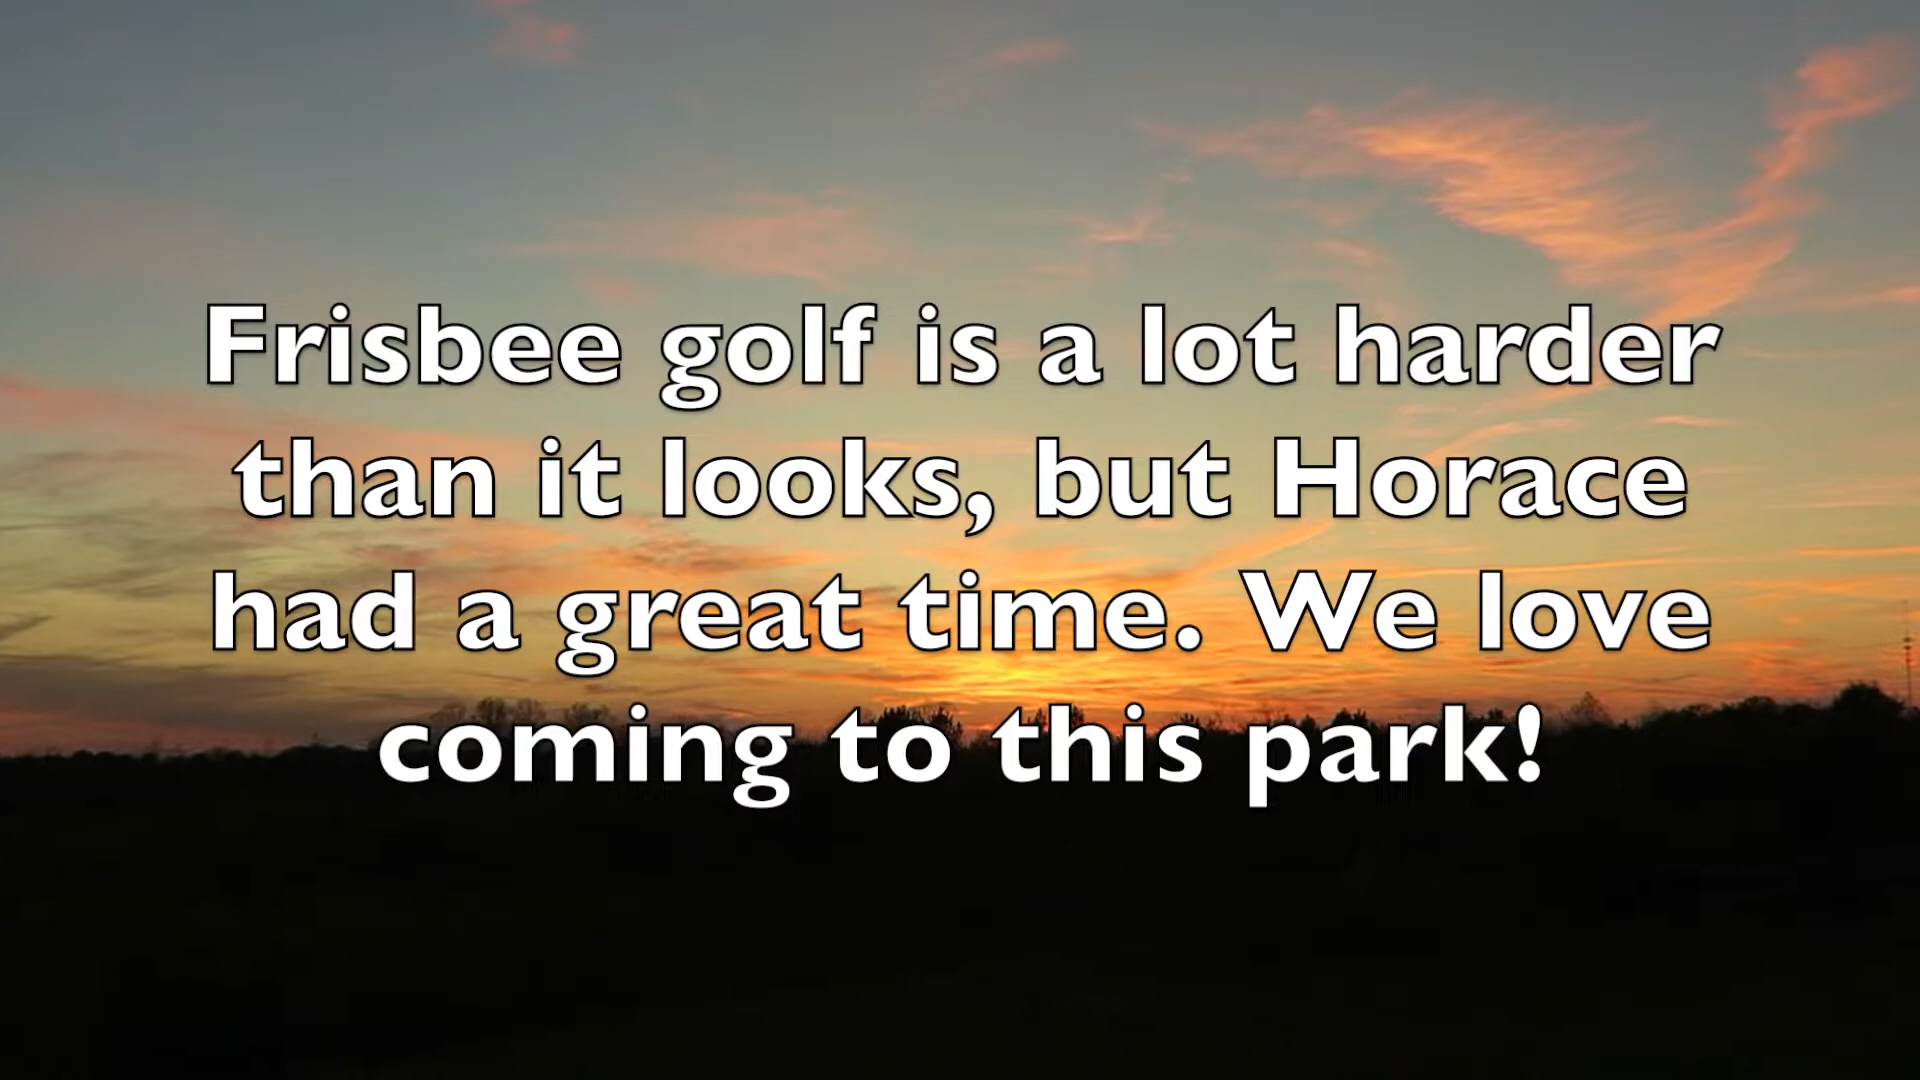 Frisbee golf is a lot harder
than it looks, but Horace
had a great time. We love
coming to this park!